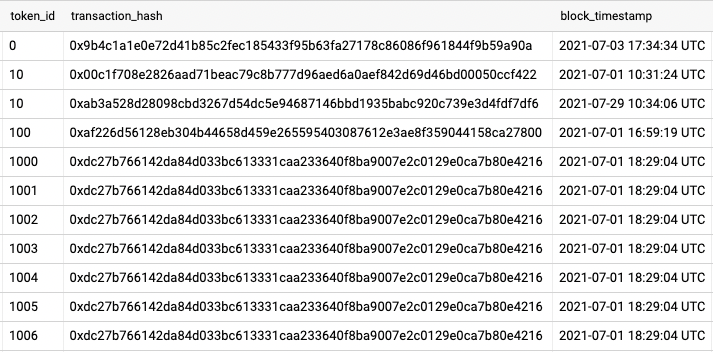 token_id transaction_hash block_timestamp
0 0x9b4c1a1e0e72d41b85c2fec185433f95b63fa27178c86086f961844f9b59a90a 2021-07-03 17:34:34 UTC
10 0x00c1f708e2826aad71beac79c8b777d96aed6a0aef842d69d46bd00050ccf422 2021-07-01 10:31:24 UTC
10 0xab3a528d28098cbd3267d54dc5e94687146bbd1935babc920c739e3d4fdf7df6 2021-07-29 10:34:06 UTC
100 0xaf226d56128eb304b44658d459e265595403087612e3ae8f359044158ca27800 2021-07-01 16:59:19 UTC
1000 0xdc27b766142da84d033bc613331caa233640f8ba9007e2c0129e0ca7b80e4216 2021-07-01 18:29:04 UTC
1001 0xdc27b766142da84d033bc613331caa233640f8ba9007e2c0129e0ca7b80e4216 2021-07-01 18:29:04 UTC
1002 0xdc27b766142da84d033bc613331caa233640f8ba9007e2c0129e0ca7b80e4216 2021-07-01 18:29:04 UTC
1003 0xdc27b766142da84d033bc613331caa233640f8ba9007e2c0129e0ca7b80e4216 2021-07-01 18:29:04 UTC
1004 0xdc27b766142da84d033bc613331caa233640f8ba9007e2c0129e0ca7b80e4216 2021-07-01 18:29:04 UTC
1005 0xdc27b766142da84d033bc613331caa233640f8ba9007e2c0129e0ca7b80e4216 2021-07-01 18:29:04 UTC
1006 0xdc27b766142da84d033bc613331caa233640f8ba9007e2c0129e0ca7b80e4216 2021-07-01 18:29:04 UTC